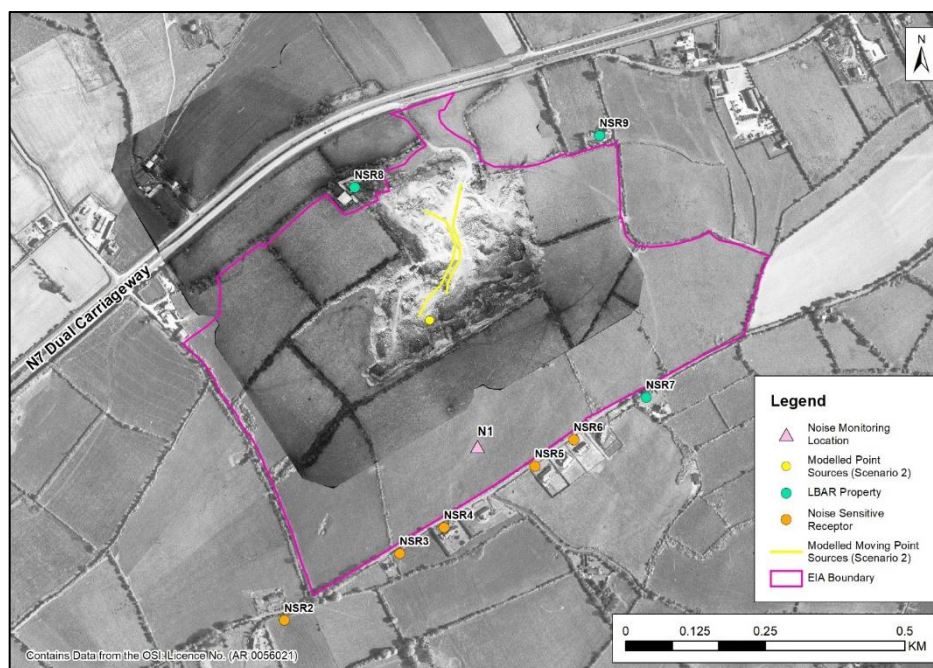 N
NSR9
NSR8
N7 Dual Carriageway
NSR7
N1
NSR6
NSR5
NSR4
NSR3
NSR2
Legend
Noise Monitoring
Location
Modelled Point
Sources (Scenario 2)
LBAR Property
Noise Sensitive
Receptor
Modelled Moving Point
Sources (Scenario 2)
EIA Boundary
0 0.125 0.25 0.5
KM
Contains Data from the OSI: Licence No. (AR 0056021)